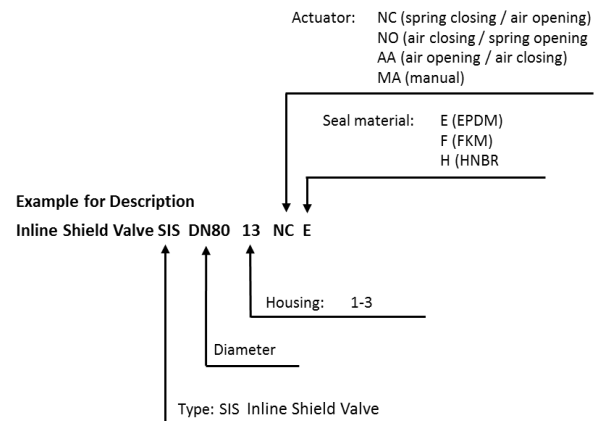 Actuator: NC (spring closing / air opening)
NO (air closing / spring opening
AA (air opening / air closing)
MA (manual)
Seal material: E (EPDM)
F (FKM)
H (HNBR
Example for Description
Inline Shield Valve SIS DN80 13 NC E
Housing: 1-3
Diameter
Type: SIS Inline Shield Valve